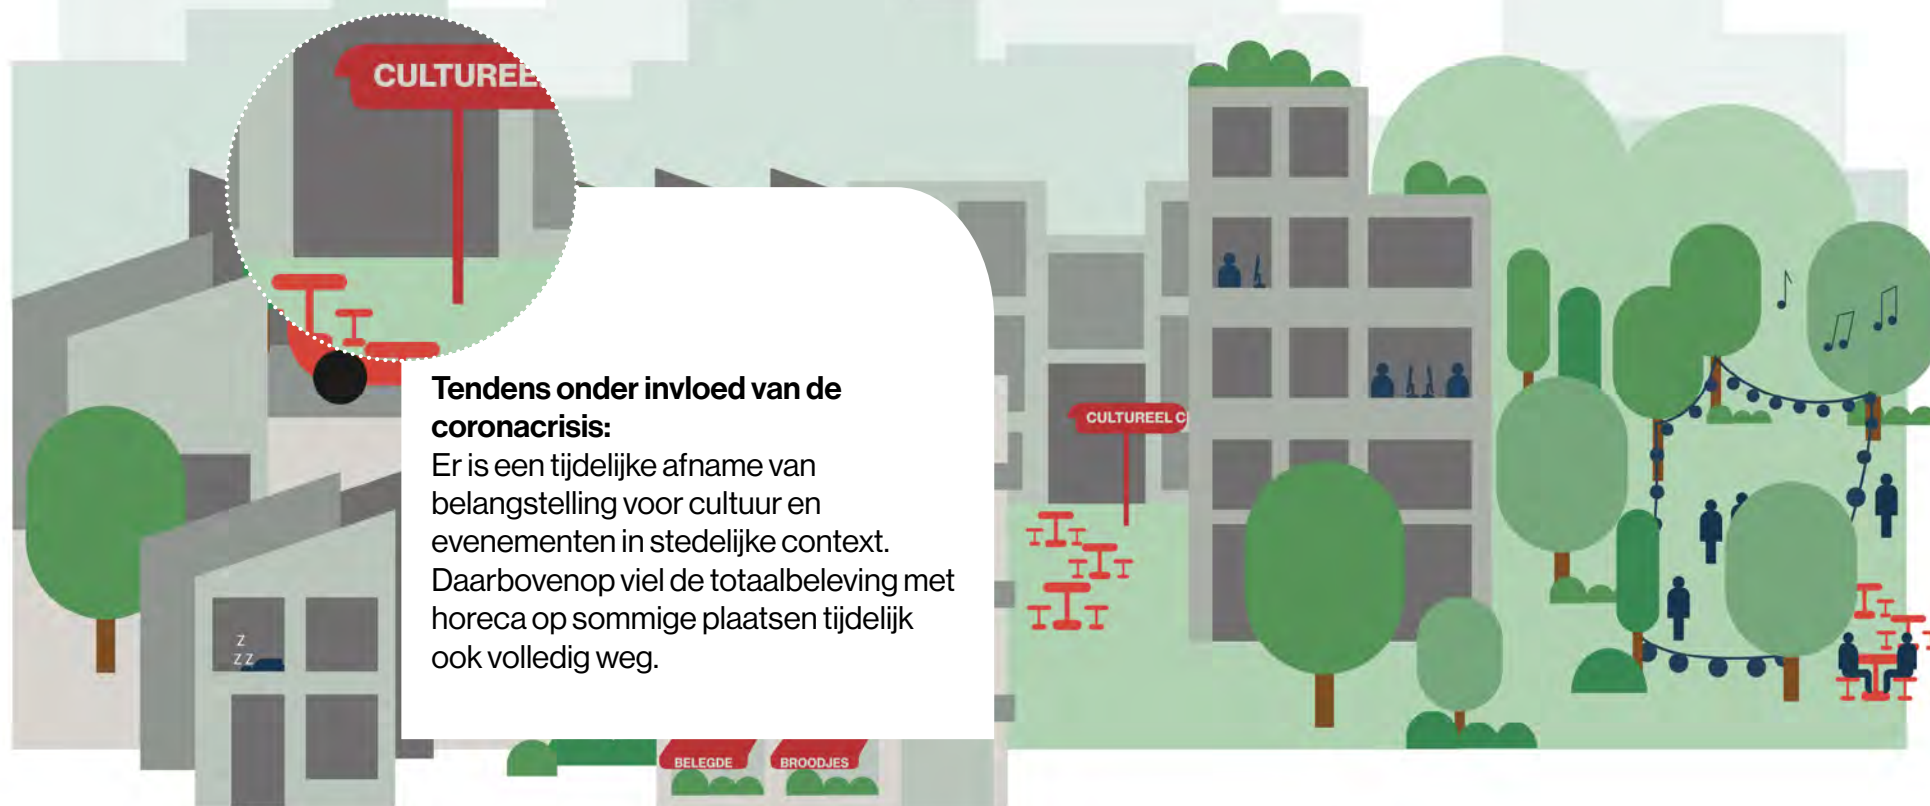 CULTUREE
Tendens onder invloed van de
coronacrisis:
Er is een tijdelijke afname van
belangstelling voor cultuur en
evenementen in stedelijke context.
Daarbovenop viel de totaalbeleving met
horeca op sommige plaatsen tijdelijk
ook volledig weg.
CULTUREEL C
Z
Z Z
BELEGDE
BROODJES